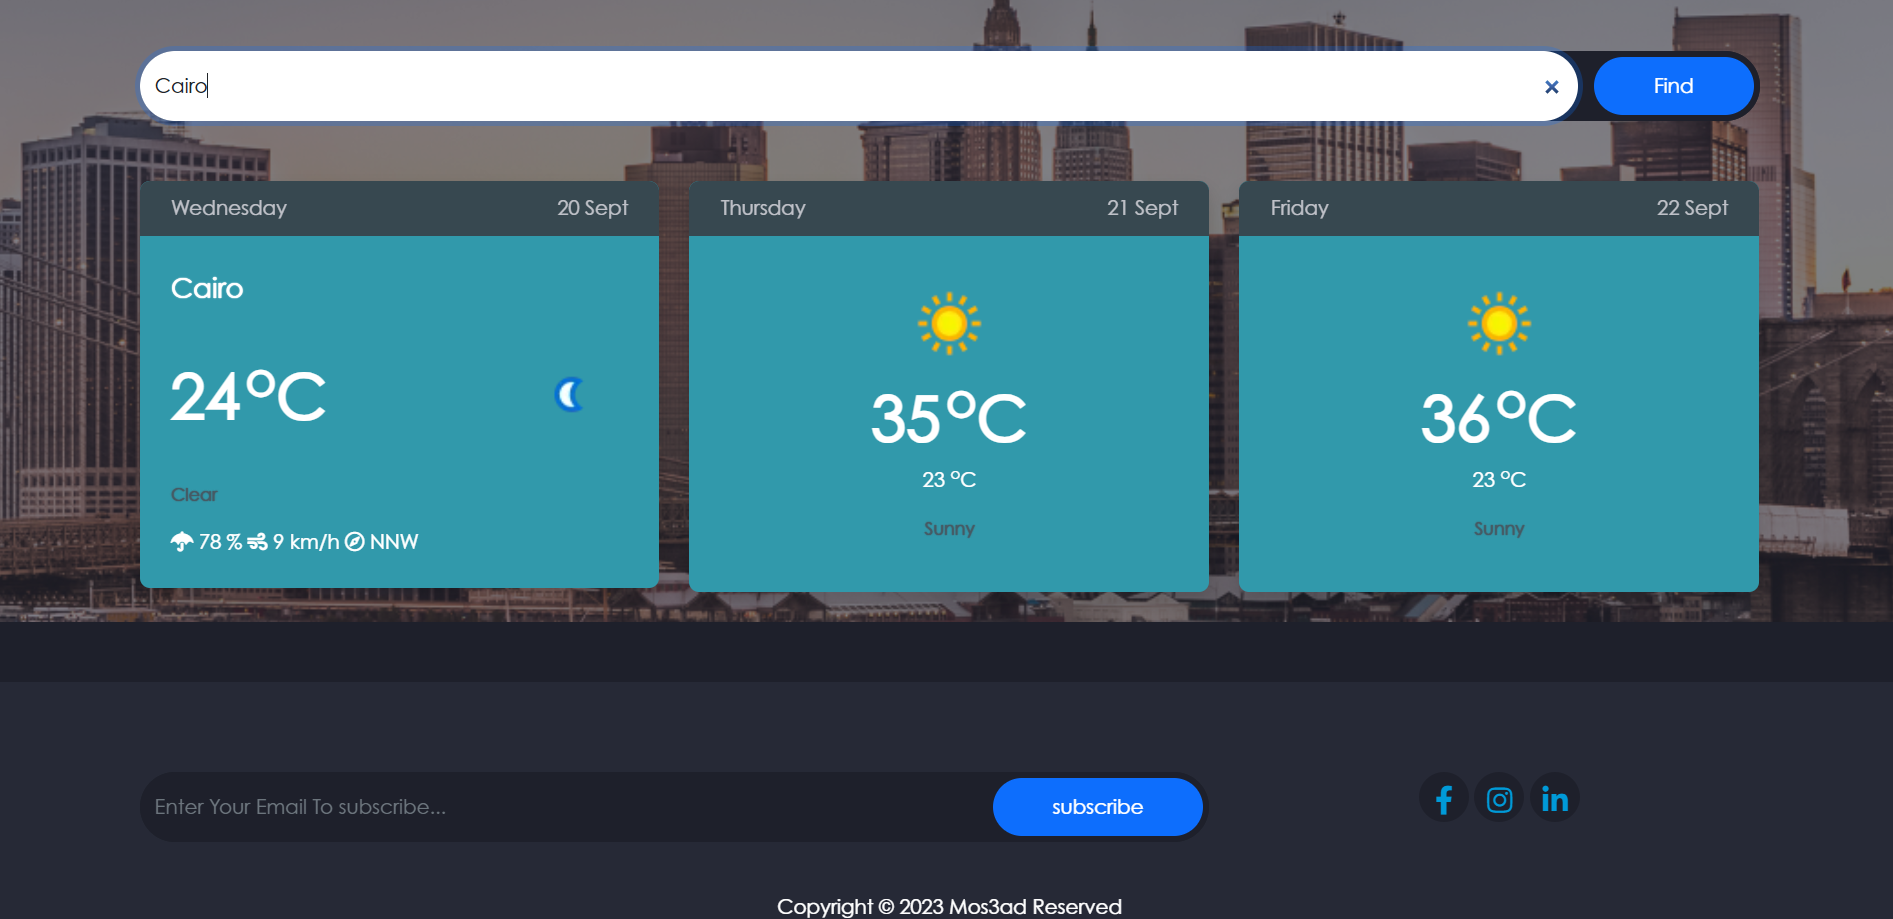 Cairo
Find
Wednesday 20 Sept
Cairo
24°C
Clear
78 % 9 km/h NNW
Thursday 21 Sept
35°C
23 °C
Sunny
Friday 22 Sept
36°C
23 °C
Sunny
Enter Your Email To subscribe...
subscribe
Copyright © 2023 Mos3ad Reserved